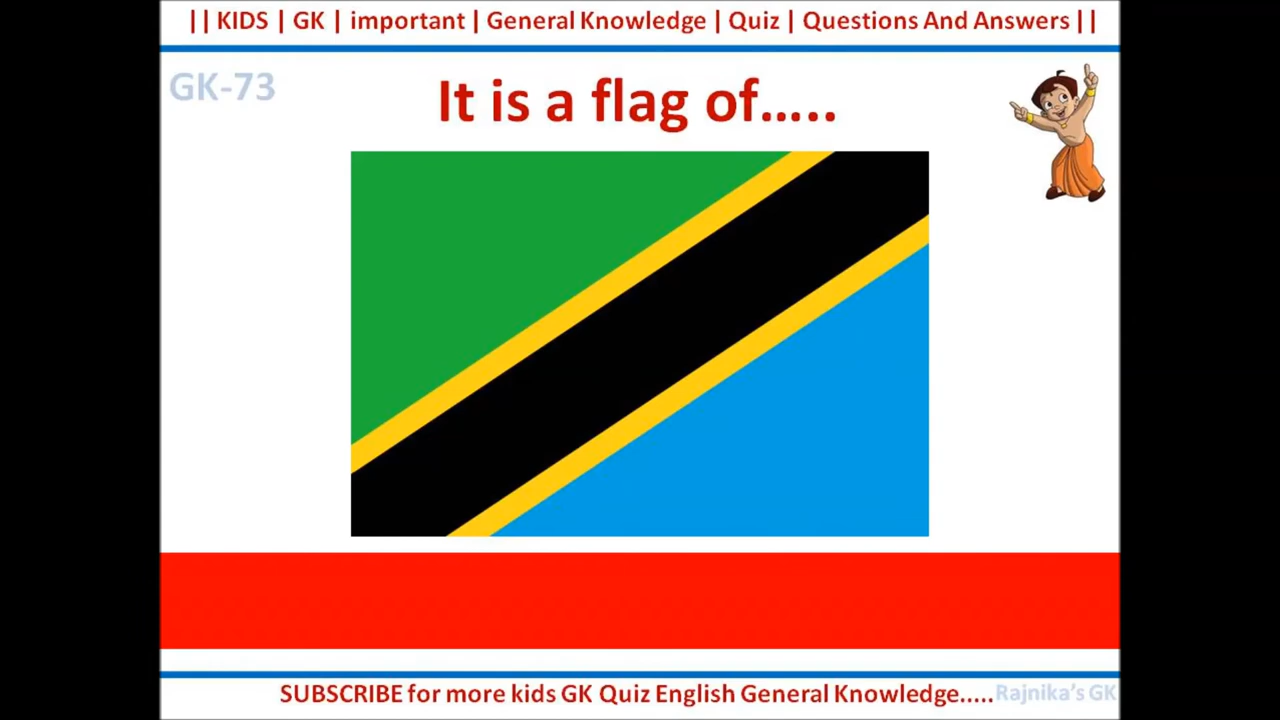 || KIDS | GK | important | General Knowledge | Quiz | Questions And Answers ||
GK-73
It is a flag of…..
SUBSCRIBE for more kids GK Quiz English General Knowledge.....
Rajnika's GK